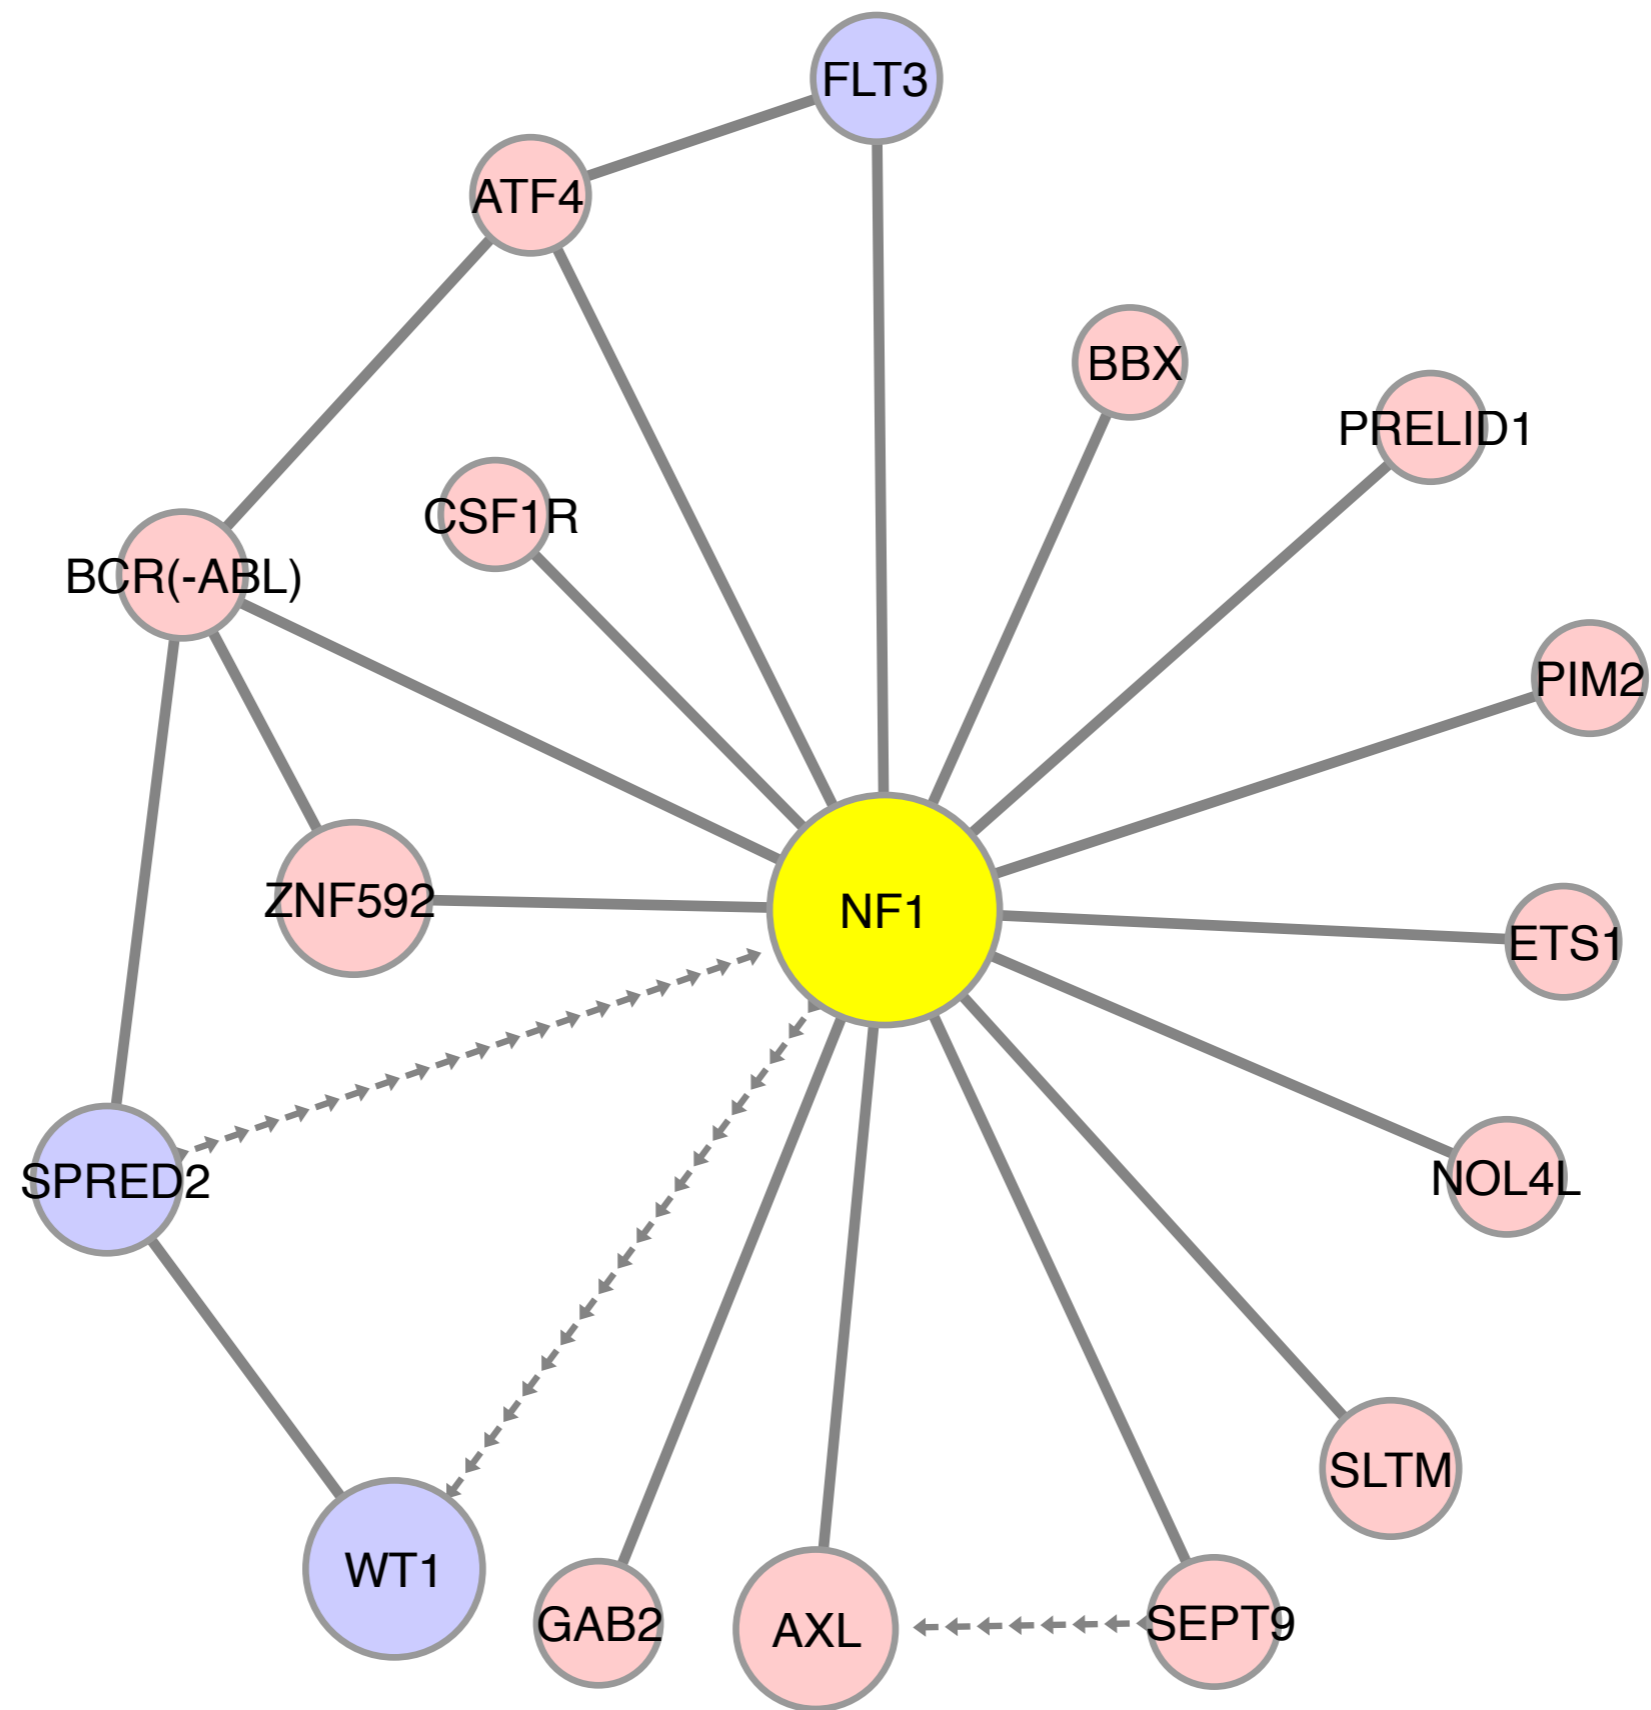 FLT3
ATF4
BBX
PRELID1
CSF1R
BCR(-ABL)
PIM2
ZNF592
NF1
ETS1
SPRED2
NOL4L
SLTM
WT1
GAB2
AXL
SEPT9